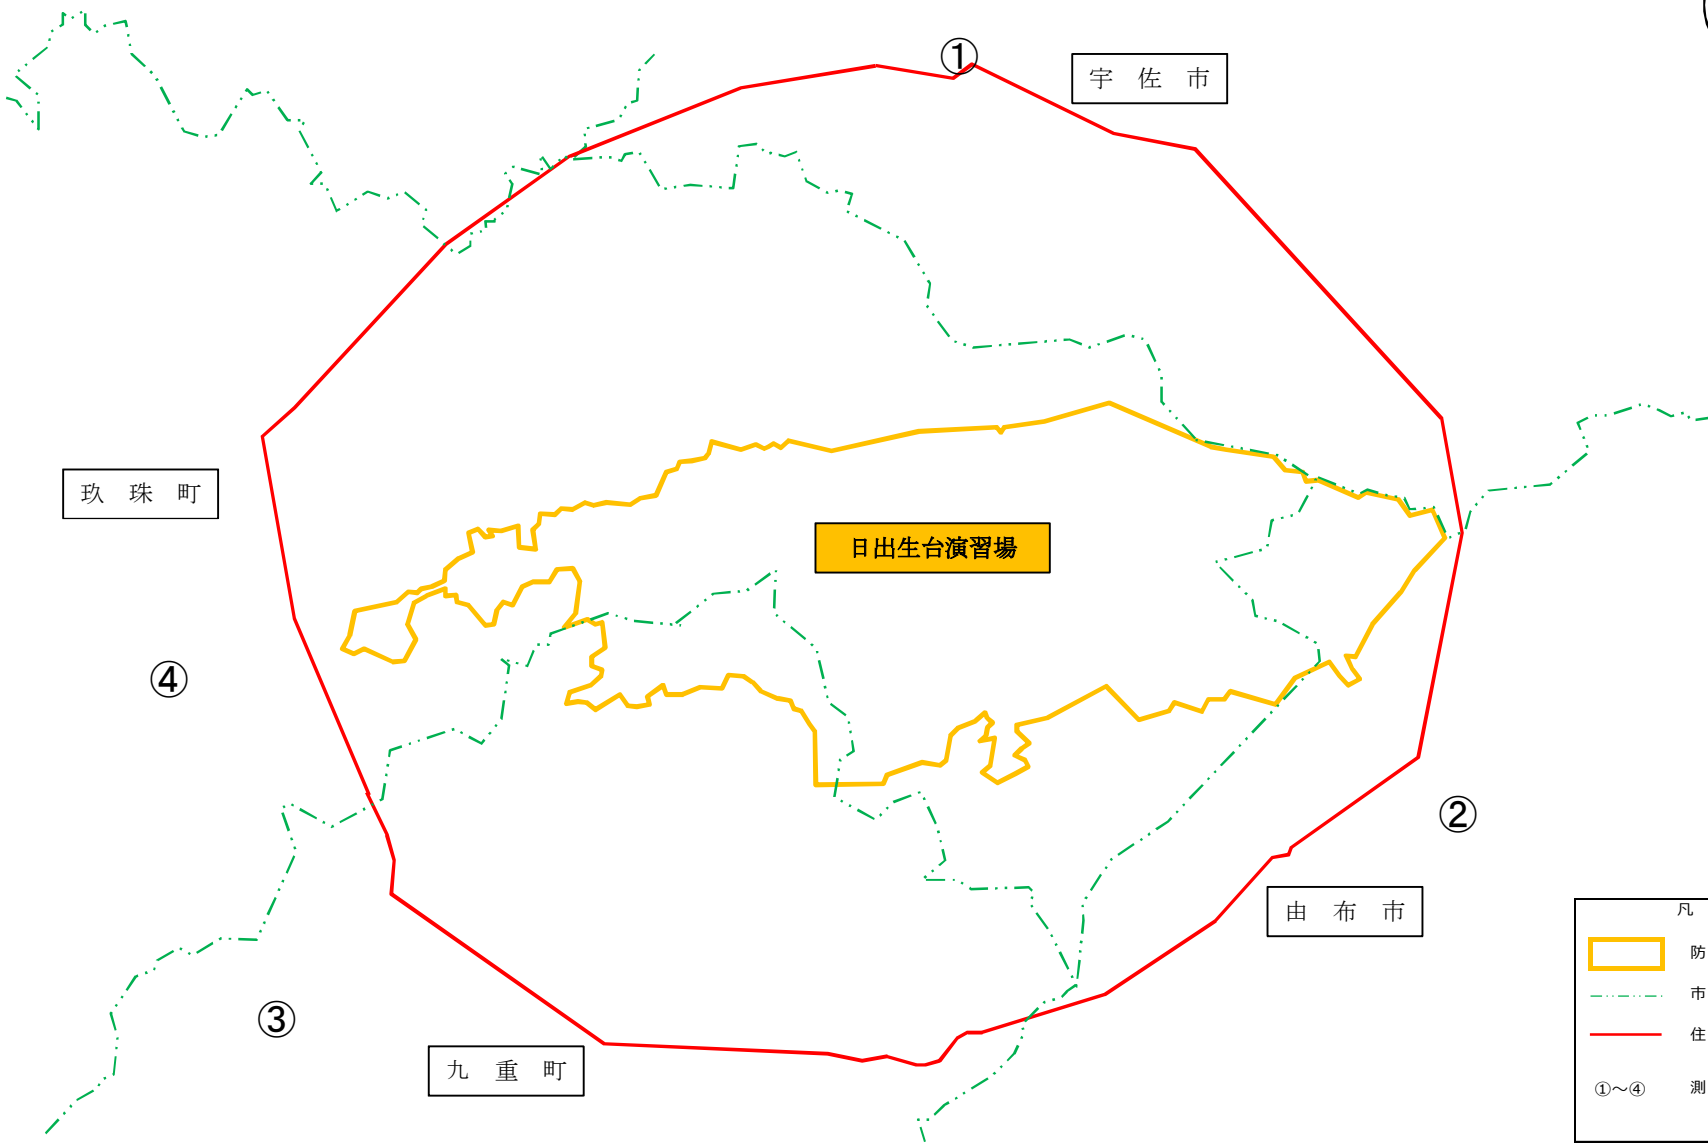 ①
宇 佐 市
玖 珠 町
日出生台演習場
④
②
由 布 市
③
九 重 町
凡
防
市
住
①～④ 測